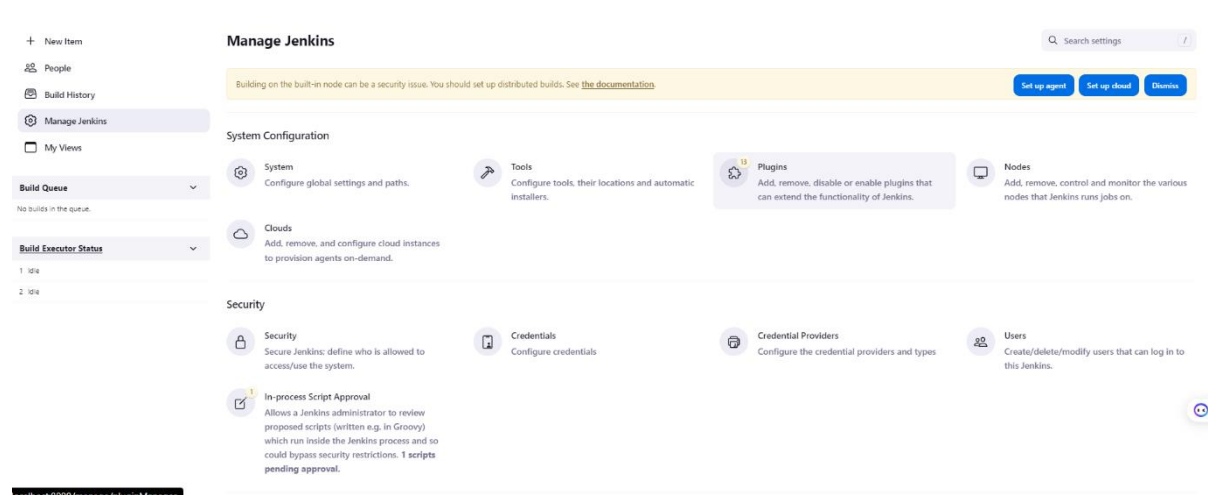 New Item
People
Build History
Manage Jenkins
My Views
Build Queue
No builds in the queue.
Build Executor Status
1 Idle
2 Idle
Manage Jenkins
Search settings
/
Building on the built-in node can be a security issue. You should set up distributed builds. See the documentation.
Set up agent
Set up cloud
Dismiss
System Configuration
System
Configure global settings and paths.
Tools
Configure tools, their locations and automatic
installers.
13
Plugins
Add, remove, disable or enable plugins that
can extend the functionality of Jenkins.
Nodes
Add, remove, control and monitor the various
nodes that Jenkins runs jobs on.
Clouds
Add, remove, and configure cloud instances
to provision agents on-demand.
Security
Security
Secure Jenkins; define who is allowed to
access/use the system.
Credentials
Configure credentials
Credential Providers
Configure the credential providers and types
Users
Create/delete/modify users that can log in to
this Jenkins.
1
In-process Script Approval
Allows a Jenkins administrator to review
proposed scripts (written e.g. in Groovy)
which run inside the Jenkins process and so
could bypass security restrictions. 1 scripts
pending approval.